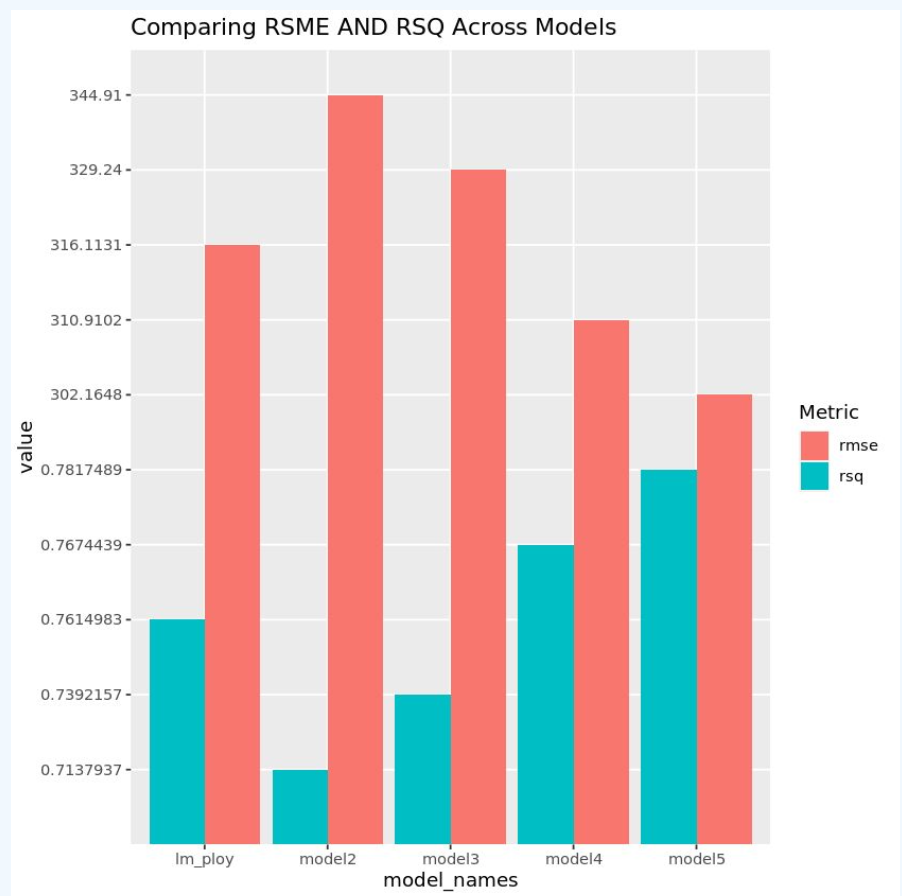 Comparing RSME AND RSQ Across Models
344.91
329.24
316.1131
310.9102
302.1648
0.7817489
0.7674439
0.7614983
0.7392157
0.7137937
value
lm_ploy
model2
model3
model4
model5
model_names
Metric
rmse
rsq